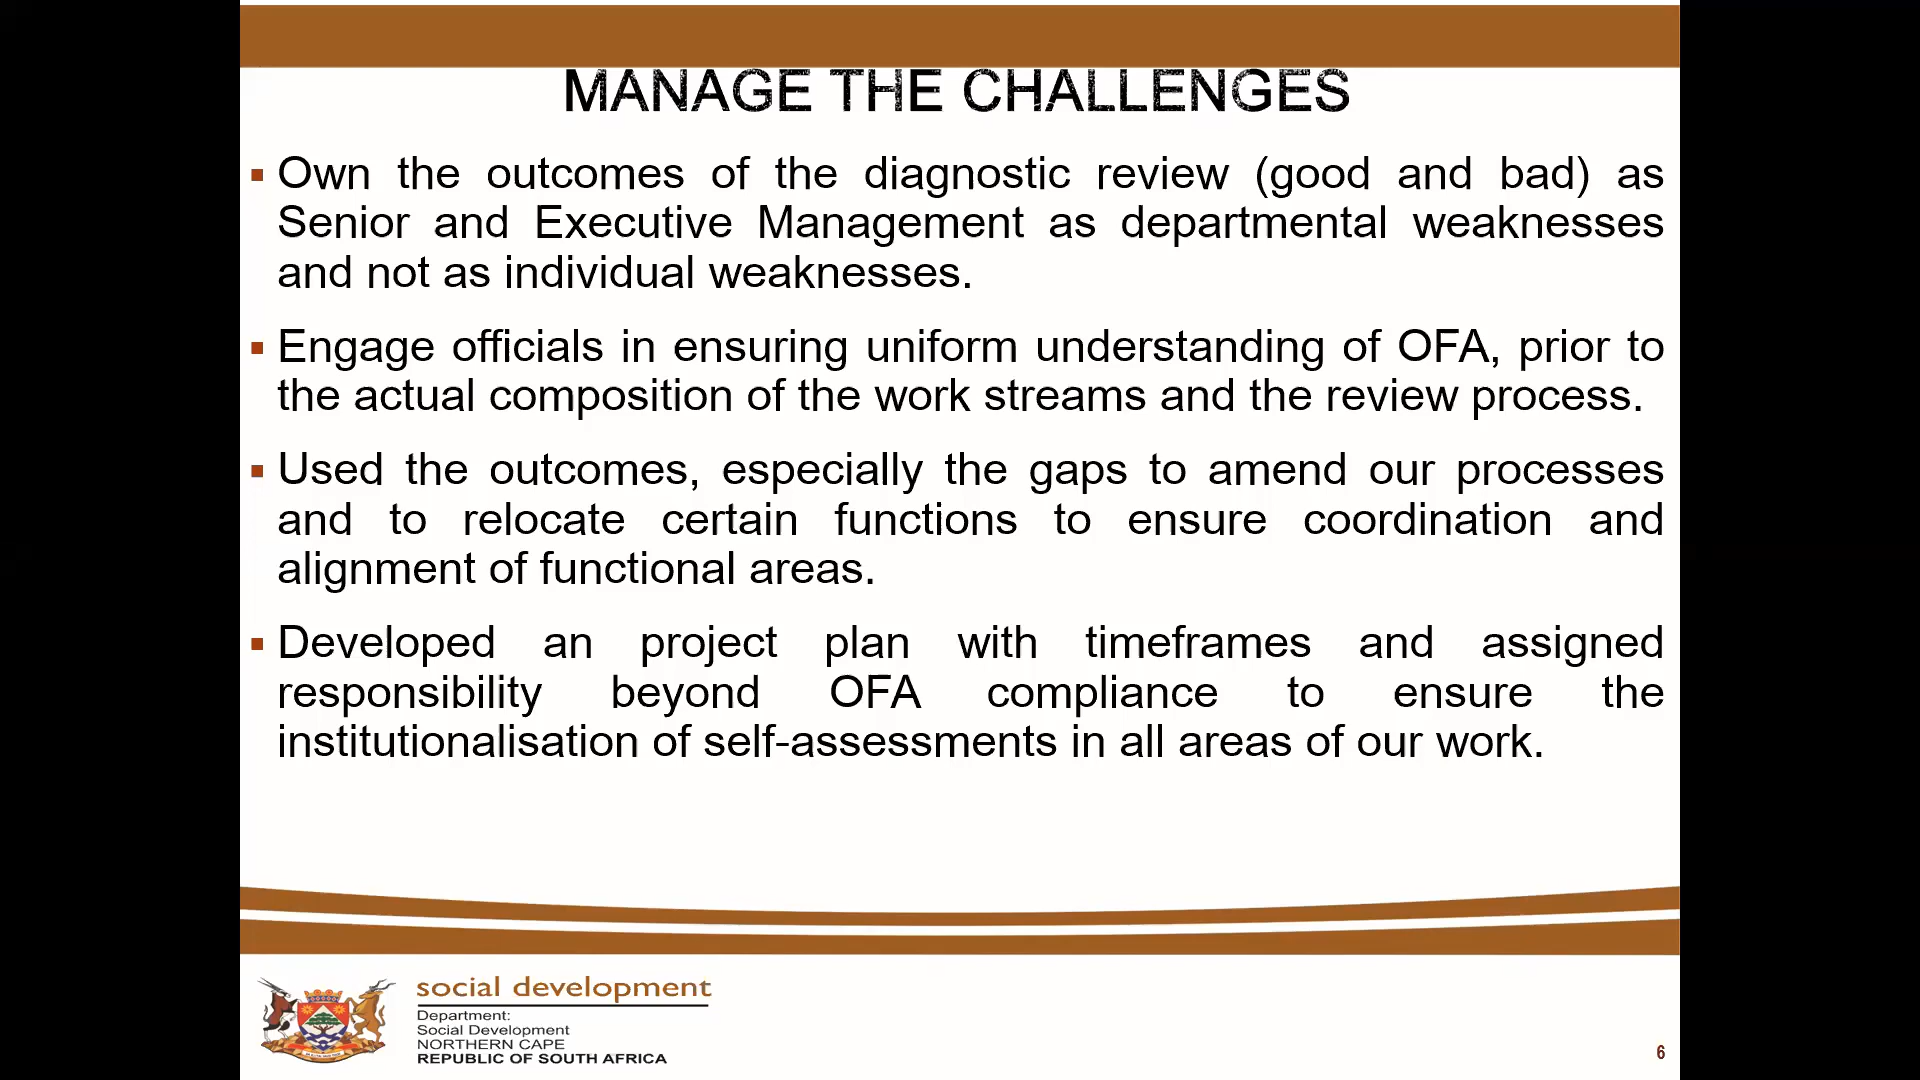 MANAGE THE CHALLENGES
▪ Own the outcomes of the diagnostic review (good and bad) as
Senior and Executive Management as departmental weaknesses
and not as individual weaknesses.
▪ Engage officials in ensuring uniform understanding of OFA, prior to
the actual composition of the work streams and the review process.
▪ Used the outcomes, especially the gaps to amend our processes
and to relocate certain functions to ensure coordination and
alignment of functional areas.
▪ Developed an project plan with timeframes and assigned
responsibility beyond OFA compliance to ensure the
institutionalisation of self-assessments in all areas of our work.
social development
Department:
Social Development
NORTHERN CAPE
REPUBLIC OF SOUTH AFRICA
6